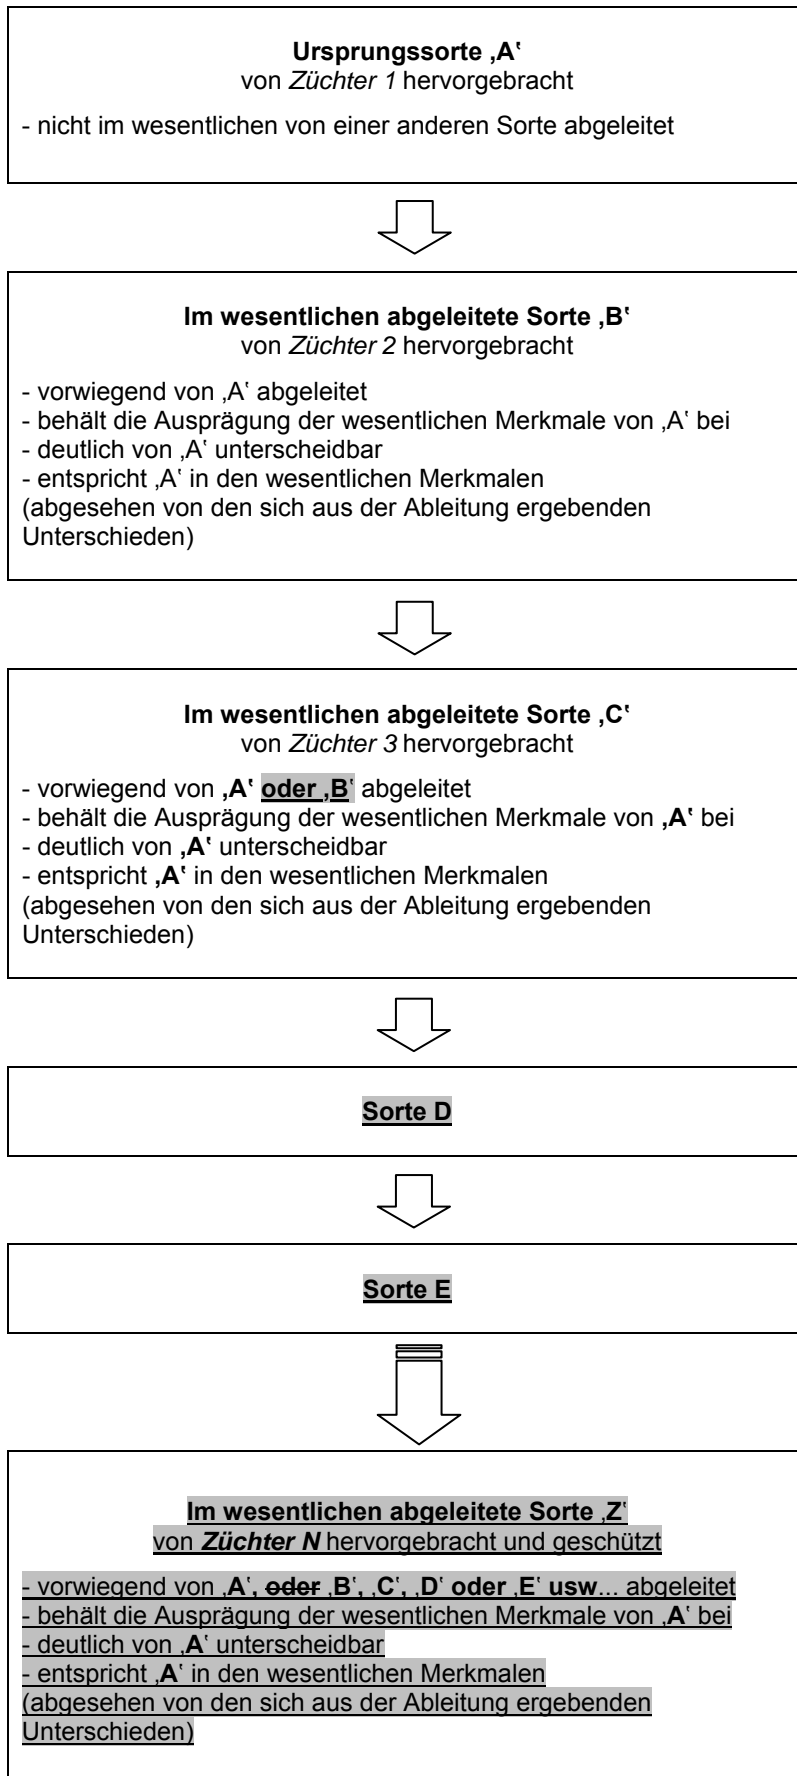 Ursprungssorte ‚A‛
von Züchter 1 hervorgebracht
- nicht im wesentlichen von einer anderen Sorte abgeleitet
Im wesentlichen abgeleitete Sorte ‚B‛
von Züchter 2 hervorgebracht
- vorwiegend von ‚A‛ abgeleitet
- behält die Ausprägung der wesentlichen Merkmale von ‚A‛ bei
- deutlich von ‚A‛ unterscheidbar
- entspricht ‚A‛ in den wesentlichen Merkmalen
(abgesehen von den sich aus der Ableitung ergebenden
Unterschieden)
Im wesentlichen abgeleitete Sorte ‚C‛
von Züchter 3 hervorgebracht
- vorwiegend von ‚A‛ oder ‚B‛ abgeleitet
- behält die Ausprägung der wesentlichen Merkmale von ‚A‛ bei
- deutlich von ‚A‛ unterscheidbar
- entspricht ‚A‛ in den wesentlichen Merkmalen
(abgesehen von den sich aus der Ableitung ergebenden
Unterschieden)
Sorte D
Sorte E
Im wesentlichen abgeleitete Sorte ‚Z‛
von Züchter N hervorgebracht und geschützt
- vorwiegend von ‚A‛, oder ‚B‛, ‚C‛, ‚D‛ oder ‚E‛ usw... abgeleitet
- behält die Ausprägung der wesentlichen Merkmale von ‚A‛ bei
- deutlich von ‚A‛ unterscheidbar
- entspricht ‚A‛ in den wesentlichen Merkmalen
(abgesehen von den sich aus der Ableitung ergebenden
Unterschieden)